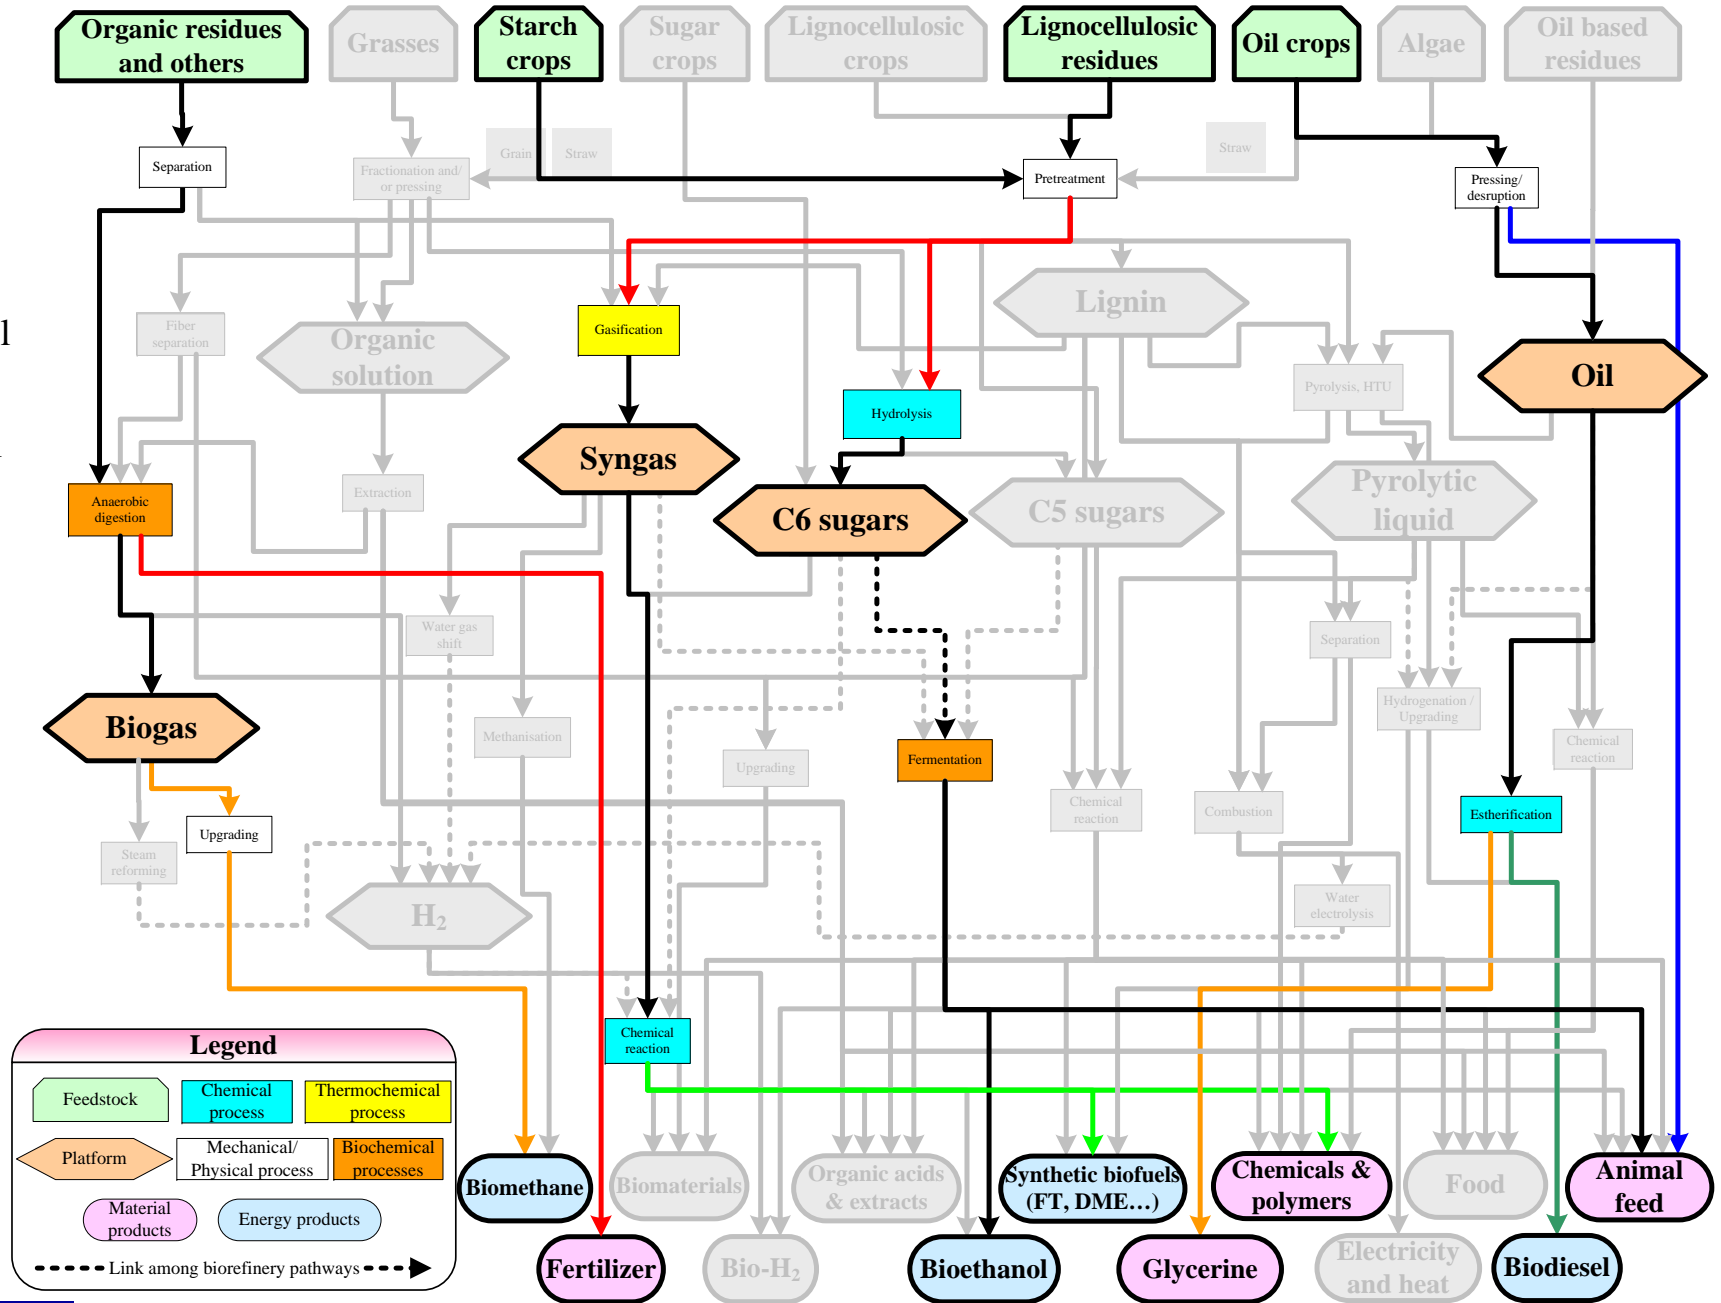 Organic residues
and others
Grasses
Starch
crops
Sugar
crops
Lignocellulosic
crops
Lignocellulosic
residues
Oil crops
Algae
Oil based
residues
Separation
Fractionation and/
or pressing
Grain
Straw
Pretreatment
Straw
Pressing/
desruption
l
Fiber
separation
Organic
solution
Gasification
Lignin
Pyrolysis, HTU
Oil
Hydrolysis
Syngas
Anaerobic
digestion
Extraction
C6 sugars
C5 sugars
Pyrolytic
liquid
Water gas
shift
Separation
Biogas
Methanisation
Upgrading
Fermentation
Hydrogenation /
Upgrading
Chemical
reaction
Steam
reforming
Upgrading
Chemical
reaction
Combustion
Estherification
H2
Water
electrolysis
Chemical
reaction
Legend
Feedstock
Chemical
process
Thermochemical
process
Platform
Mechanical/
Physical process
Biochemical
processes
Material
products
Energy products
Link among biorefinery pathways
Biomethane
Biomaterials
Organic acids
& extracts
Synthetic biofuels
(FT, DME…)
Chemicals &
polymers
Food
Animal
feed
Fertilizer
Bio-H2
Bioethanol
Glycerine
Electricity
and heat
Biodiesel